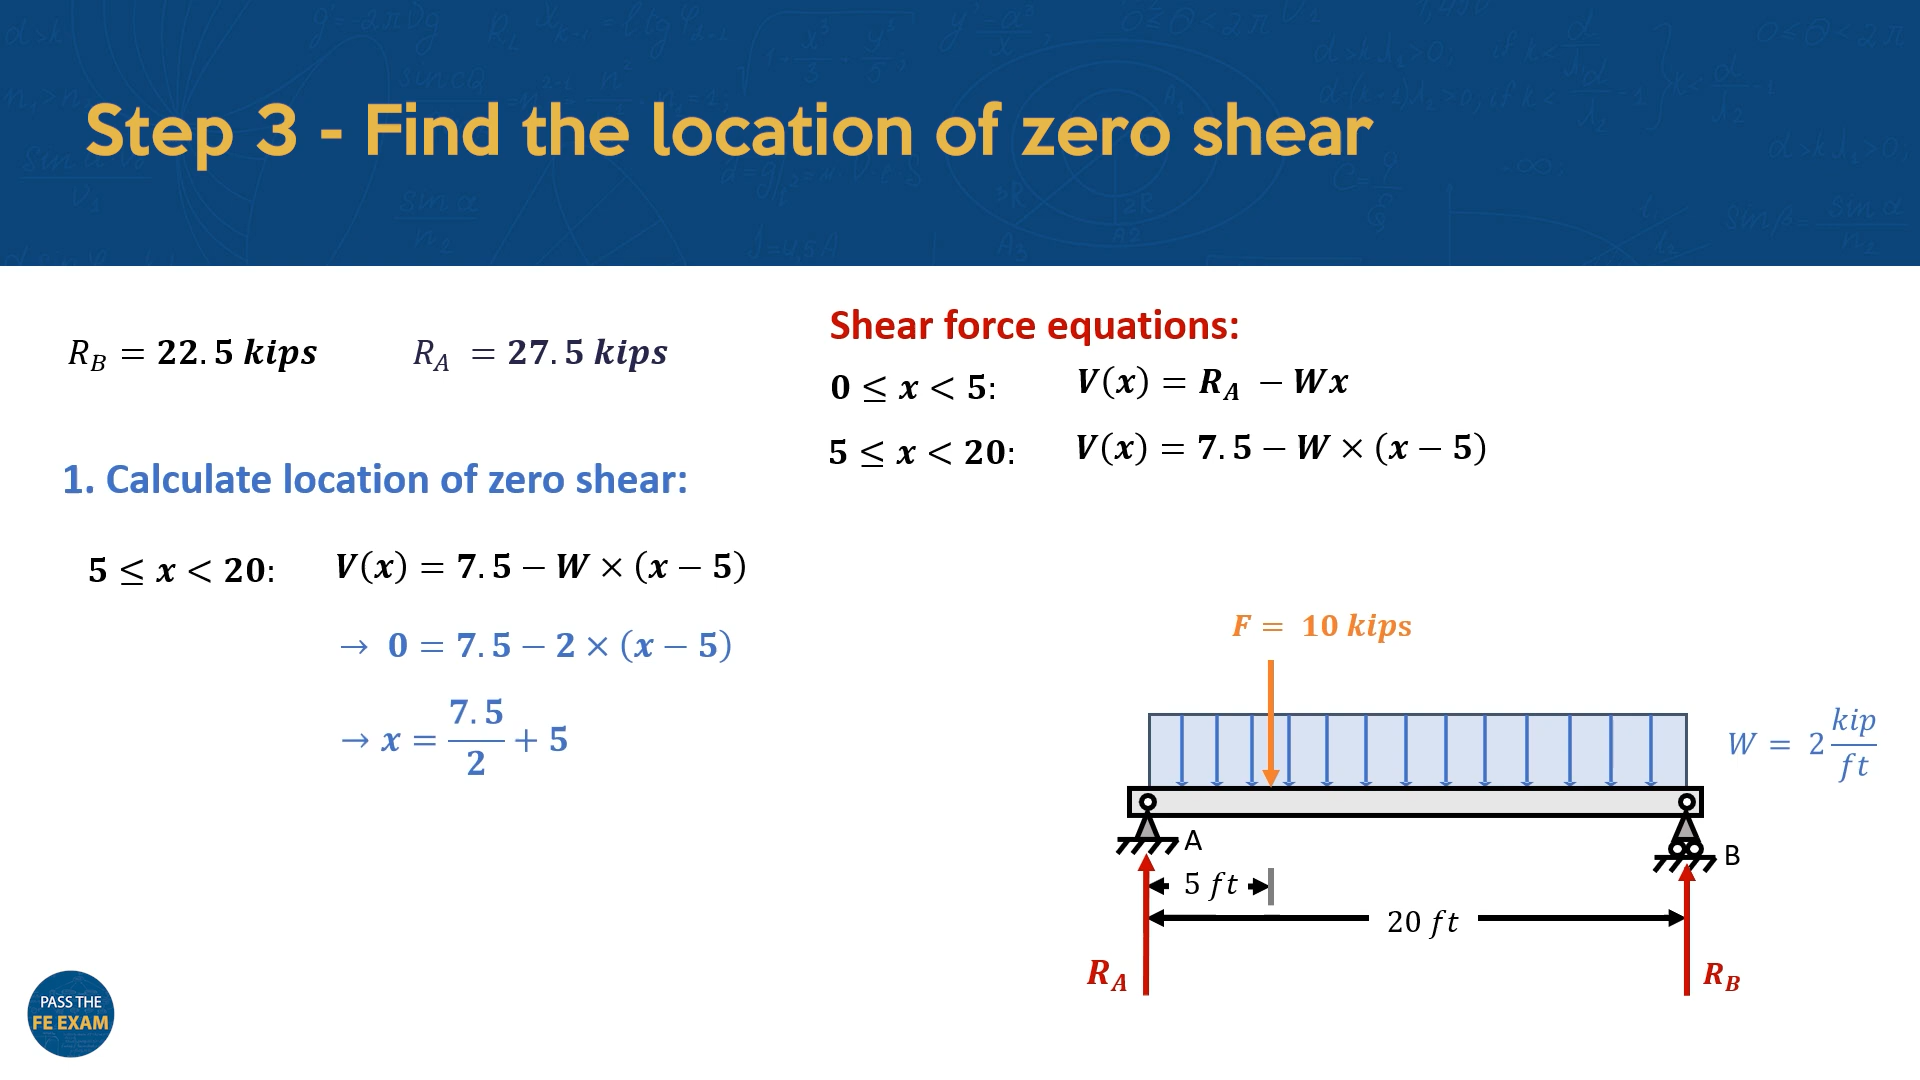 Step 3 - Find the location of zero shear
R_B = 22.5 kips
R_A = 27.5 kips
Shear force equations:
0 ≤ x < 5: V(x) = R_A − Wx
5 ≤ x < 20: V(x) = 7.5 − W × (x − 5)
1. Calculate location of zero shear:
5 ≤ x < 20: V(x) = 7.5 − W × (x − 5)
→ 0 = 7.5 − 2 × (x − 5)
→ x = 7.5/2 + 5
F = 10 kips
W = 2 kip/ft
A
B
5 ft
20 ft
R_A
R_B
PASS THE
FE EXAM